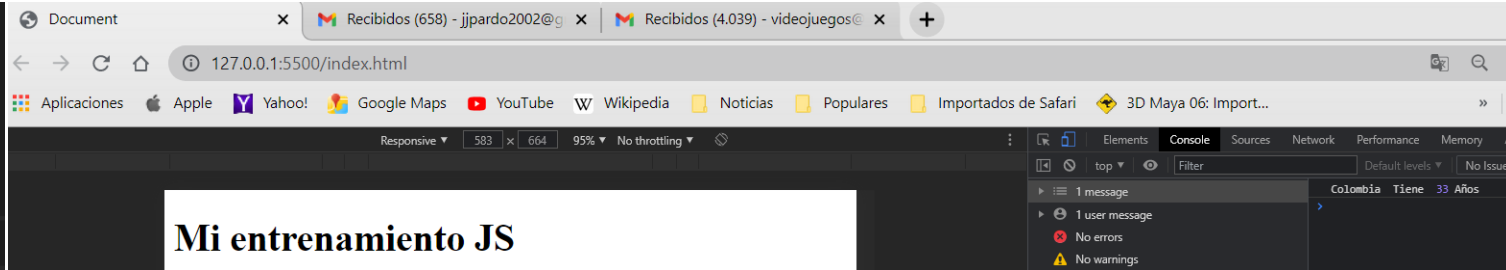 Document
Recibidos (658) - jjpardo2002@g
Recibidos (4.039) - videojuegos@
127.0.0.1:5500/index.html
Aplicaciones Apple Yahoo! Google Maps YouTube Wikipedia Noticias Populares Importados de Safari 3D Maya 06: Import... »
Responsive ▼ 583 × 664 95% ▼ No throttling ▼
Elements Console Sources Network Performance Memory
top ▼ Filter Default levels ▼ No Issue
1 message
1 user message
No errors
No warnings
Colombia Tiene 33 Años
Mi entrenamiento JS